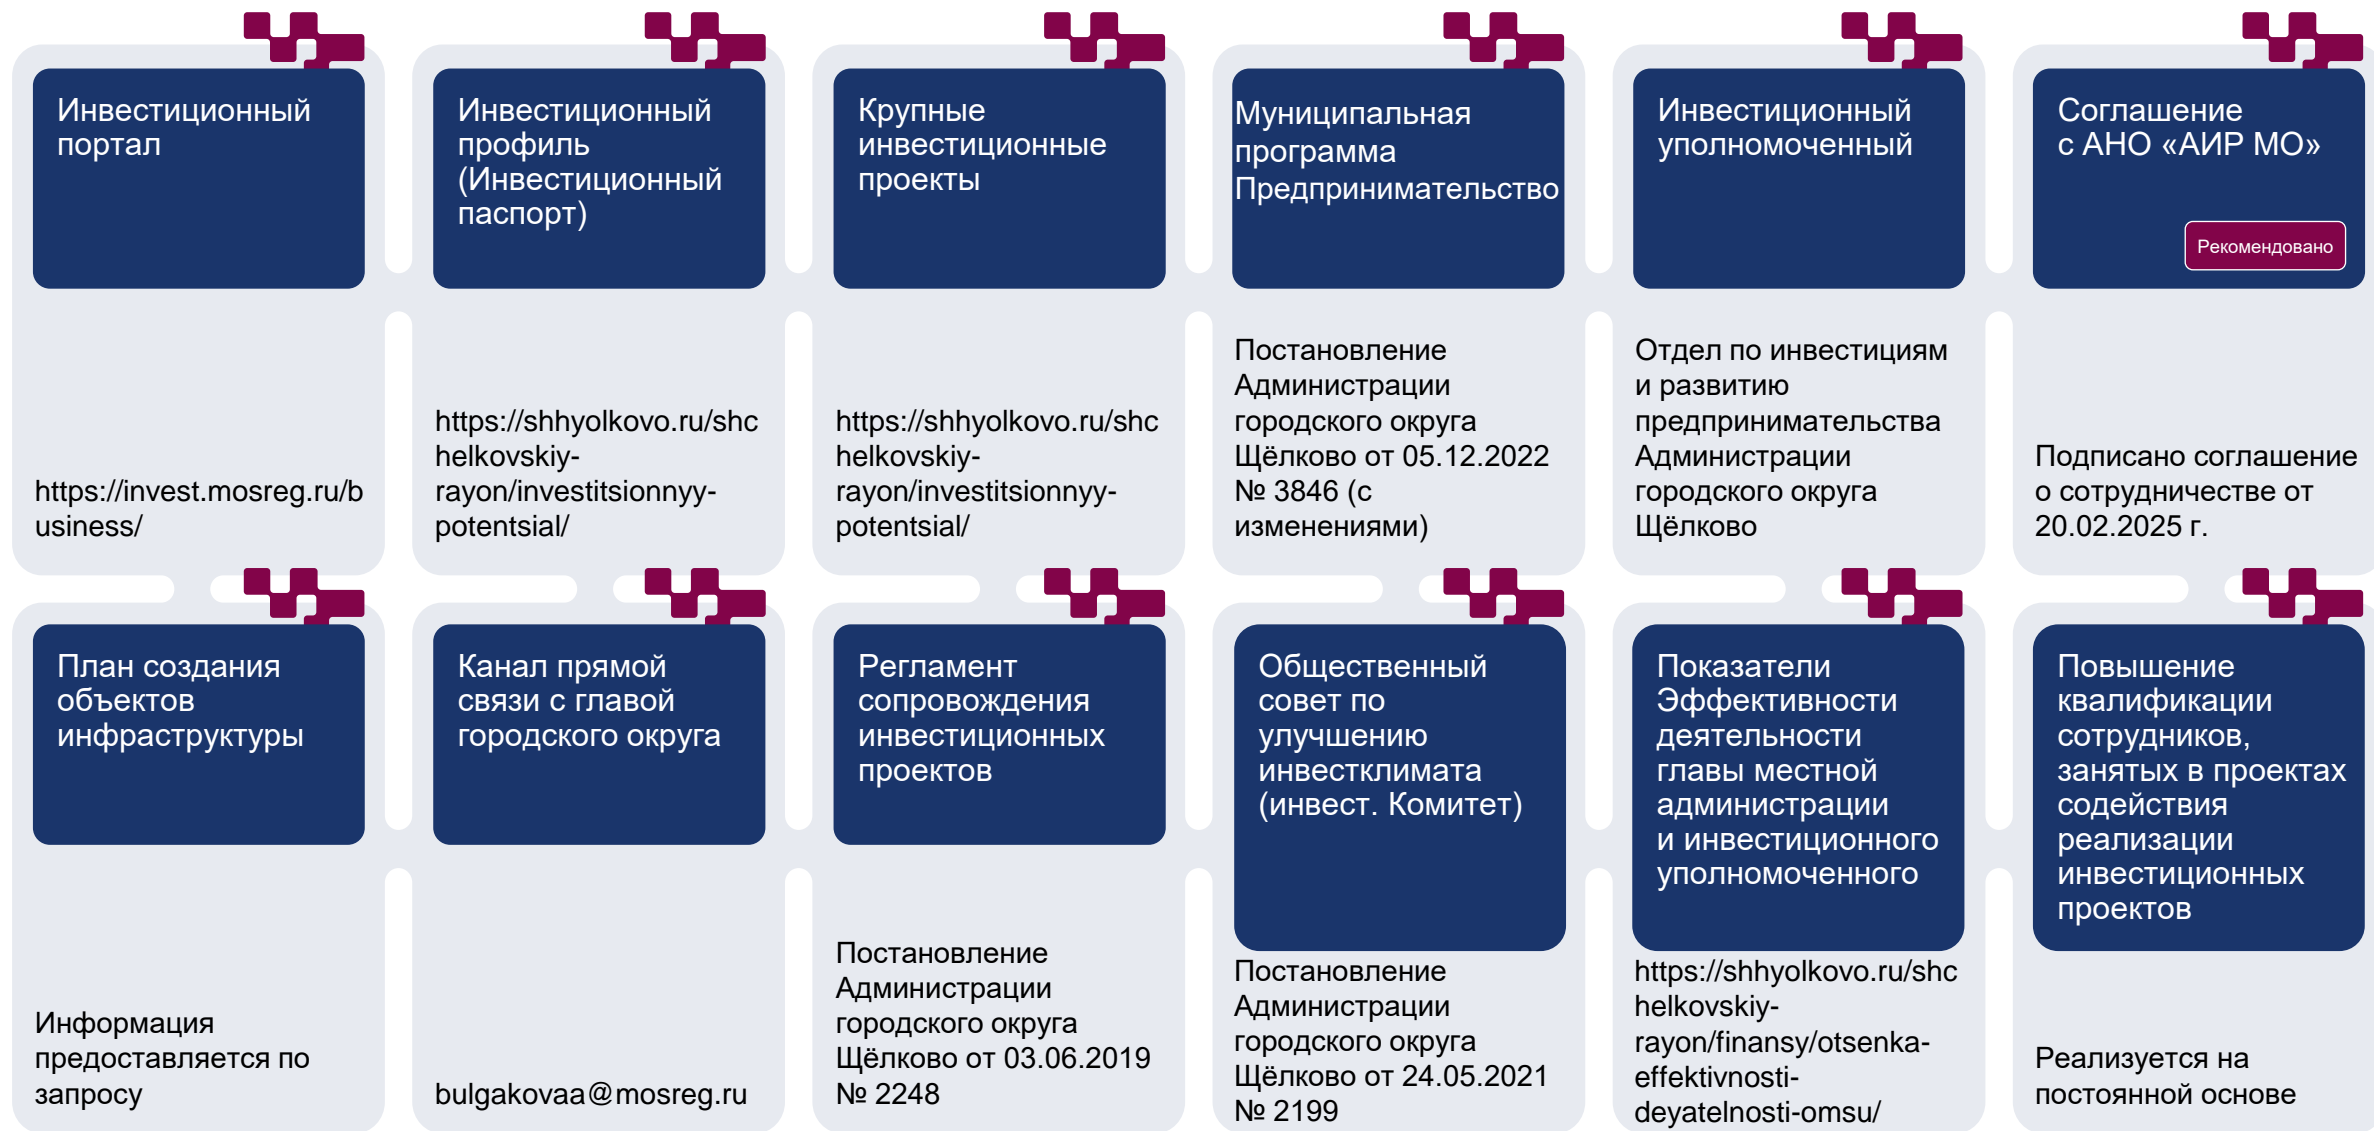 Инвестиционный
портал
https://invest.mosreg.ru/b
usiness/
Инвестиционный
профиль
(Инвестиционный
паспорт)
https://shhyolkovo.ru/shc
helkovskiy-
rayon/investitsionnyy-
potentsial/
Крупные
инвестиционные
проекты
https://shhyolkovo.ru/shc
helkovskiy-
rayon/investitsionnyy-
potentsial/
Муниципальная
программа
Предпринимательство
Постановление
Администрации
городского округа
Щёлково от 05.12.2022
№ 3846 (с
изменениями)
Инвестиционный
уполномоченный
Отдел по инвестициям
и развитию
предпринимательства
Администрации
городского округа
Щёлково
Соглашение
с АНО «АИР МО»
Рекомендовано
Подписано соглашение
о сотрудничестве от
20.02.2025 г.
План создания
объектов
инфраструктуры
Информация
предоставляется по
запросу
Канал прямой
связи с главой
городского округа
bulgakovaa@mosreg.ru
Регламент
сопровождения
инвестиционных
проектов
Постановление
Администрации
городского округа
Щёлково от 03.06.2019
№ 2248
Общественный
совет по
улучшению
инвестклимата
(инвест. Комитет)
Постановление
Администрации
городского округа
Щёлково от 24.05.2021
№ 2199
Показатели
Эффективности
деятельности
главы местной
администрации
и инвестиционного
уполномоченного
https://shhyolkovo.ru/shc
helkovskiy-
rayon/finansy/otsenka-
effektivnosti-
deyatelnosti-omsu/
Повышение
квалификации
сотрудников,
занятых в проектах
содействия
реализации
инвестиционных
проектов
Реализуется на
постоянной основе